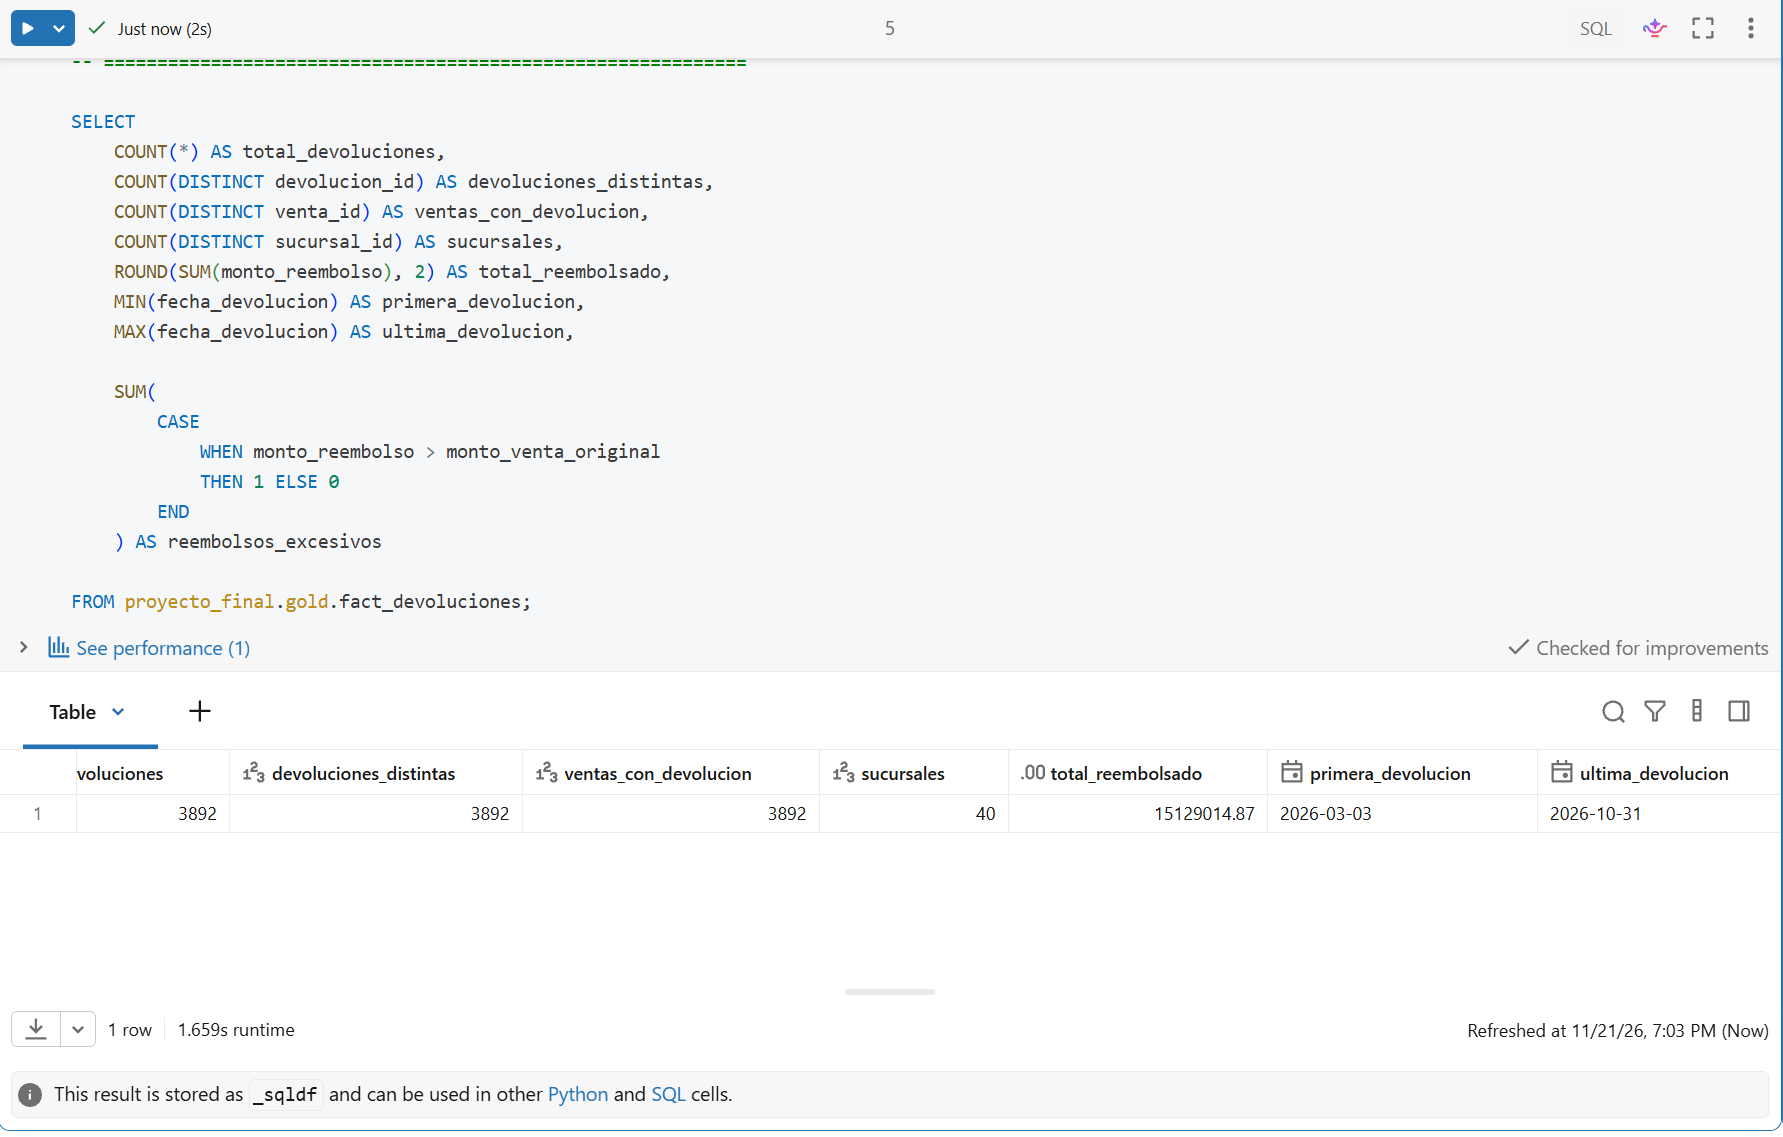 Just now (2s)
5
SQL
-- ============================================================
SELECT
COUNT(*) AS total_devoluciones,
COUNT(DISTINCT devolucion_id) AS devoluciones_distintas,
COUNT(DISTINCT venta_id) AS ventas_con_devolucion,
COUNT(DISTINCT sucursal_id) AS sucursales,
ROUND(SUM(monto_reembolso), 2) AS total_reembolsado,
MIN(fecha_devolucion) AS primera_devolucion,
MAX(fecha_devolucion) AS ultima_devolucion,
SUM(
CASE
WHEN monto_reembolso > monto_venta_original
THEN 1 ELSE 0
END
) AS reembolsos_excesivos
FROM proyecto_final.gold.fact_devoluciones;
See performance (1)
Checked for improvements
Table
voluciones
123 devoluciones_distintas
123 ventas_con_devolucion
123 sucursales
.00 total_reembolsado
primera_devolucion
ultima_devolucion
1
3892
3892
3892
40
15129014.87
2026-03-03
2026-10-31
1 row
1.659s runtime
Refreshed at 11/21/26, 7:03 PM (Now)
This result is stored as _sqldf and can be used in other Python and SQL cells.